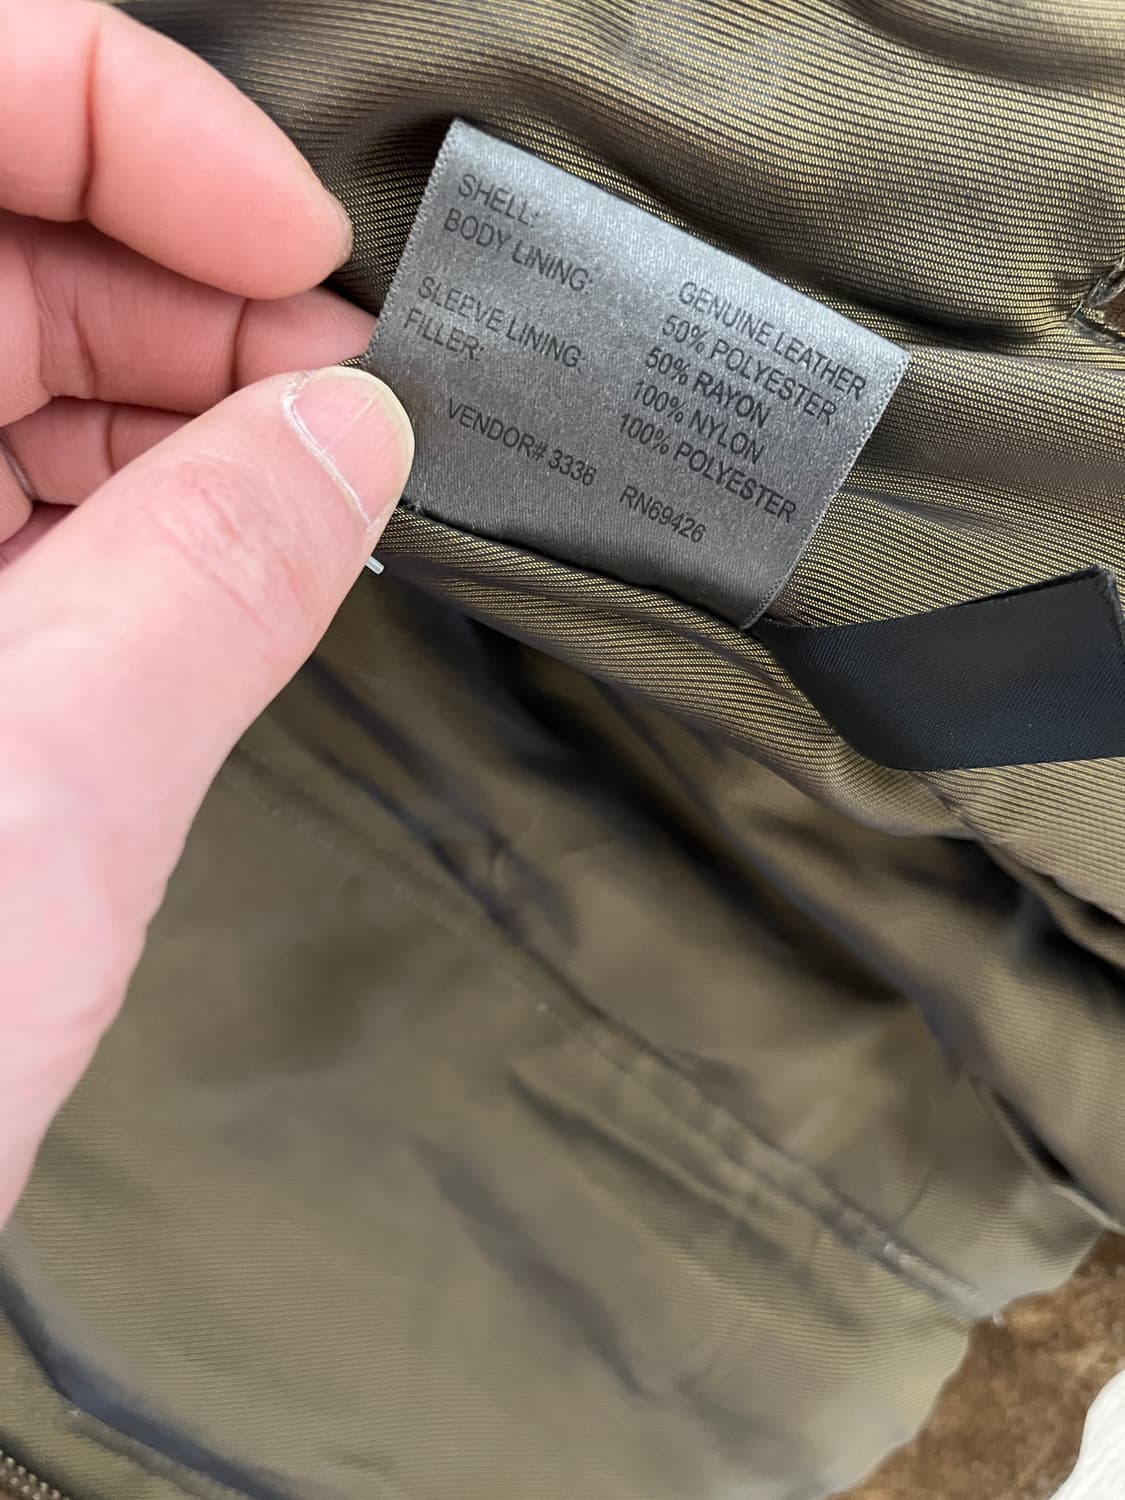 SHELL: GENUINE LEATHER
BODY LINING: 50% POLYESTER
50% RAYON
SLEEVE LINING: 100% NYLON
FILLER: 100% POLYESTER
VENDOR# 3336 RN69426